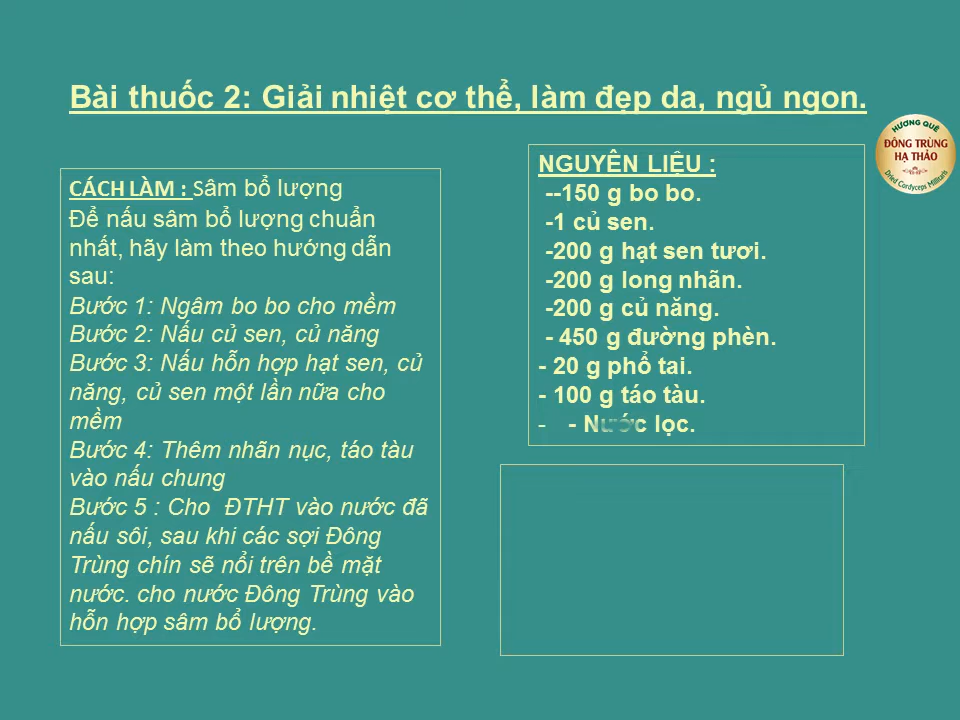 Bài thuốc 2: Giải nhiệt cơ thể, làm đẹp da, ngủ ngon.
HƯƠNG QUÊ
ĐÔNG TRÙNG
HẠ THẢO
Dried Cordyceps Militaris
CÁCH LÀM : Sâm bổ lượng
Để nấu sâm bổ lượng chuẩn
nhất, hãy làm theo hướng dẫn
sau:
Bước 1: Ngâm bo bo cho mềm
Bước 2: Nấu củ sen, củ năng
Bước 3: Nấu hỗn hợp hạt sen, củ
năng, củ sen một lần nữa cho
mềm
Bước 4: Thêm nhãn nục, táo tàu
vào nấu chung
Bước 5 : Cho  ĐTHT vào nước đã
nấu sôi, sau khi các sợi Đông
Trùng chín sẽ nổi trên bề mặt
nước. cho nước Đông Trùng vào
hỗn hợp sâm bổ lượng.
NGUYÊN LIỆU :
--150 g bo bo.
-1 củ sen.
-200 g hạt sen tươi.
-200 g long nhãn.
-200 g củ năng.
- 450 g đường phèn.
- 20 g phổ tai.
- 100 g táo tàu.
- - Nước lọc.